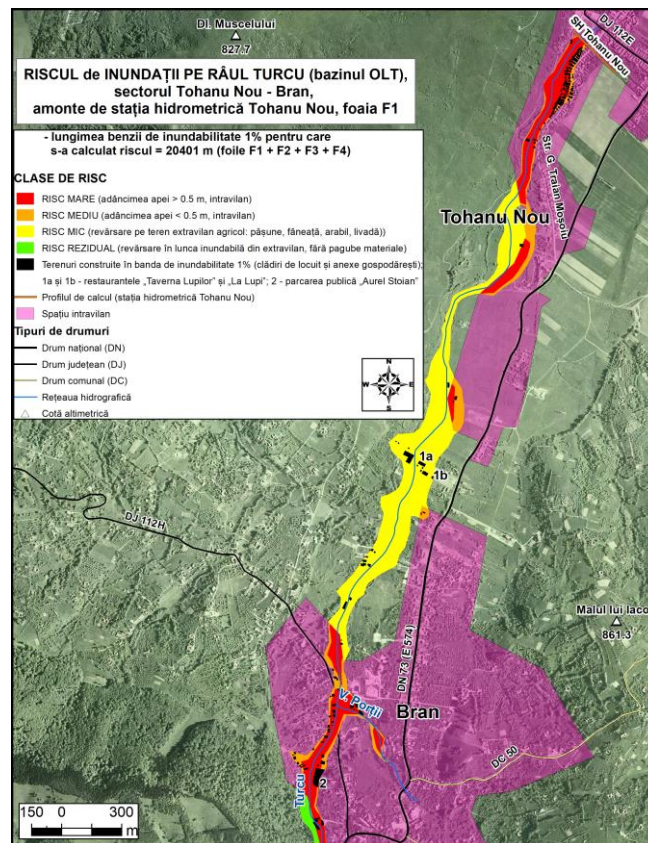 Dl. Muscelului
827.7
DJ 112E
SH Tohanu Nou
RISCUL de INUNDAȚII PE RÂUL TURCU (bazinul OLT),
sectorul Tohanu Nou - Bran,
amonte de stația hidrometrică Tohanu Nou, foaia F1
- lungimea benzii de inundabilitate 1% pentru care
s-a calculat riscul = 20401 m (foile F1 + F2 + F3 + F4)
CLASE DE RISC
RISC MARE (adâncimea apei > 0.5 m, intravilan)
RISC MEDIU (adâncimea apei < 0.5 m, intravilan)
RISC MIC (revărsare pe teren extravilan agricol: pășune, fâneață, arabil, livadă))
RISC REZIDUAL (revărsare în lunca inundabilă din extravilan, fără pagube materiale)
Terenuri construite în banda de inundabilitate 1% (clădiri de locuit și anexe gospodărești);
1a și 1b - restaurantele „Taverna Lupilor” și „La Lupi”; 2 - parcarea publică „Aurel Stoian”
Profilul de calcul (stația hidrometrică Tohanu Nou)
Spațiu intravilan
Tipuri de drumuri
Drum național (DN)
Drum județean (DJ)
Drum comunal (DC)
Rețeaua hidrografică
Cotă altimetrică
N
W E
S
Str. G. Traian Moșoiu
Tohanu Nou
1a
1b
DJ 112H
Malul lui Iaco
861.3
DN 73 (E 574)
V. Porții
Bran
DC 50
Turcu
2
150 0 300
m